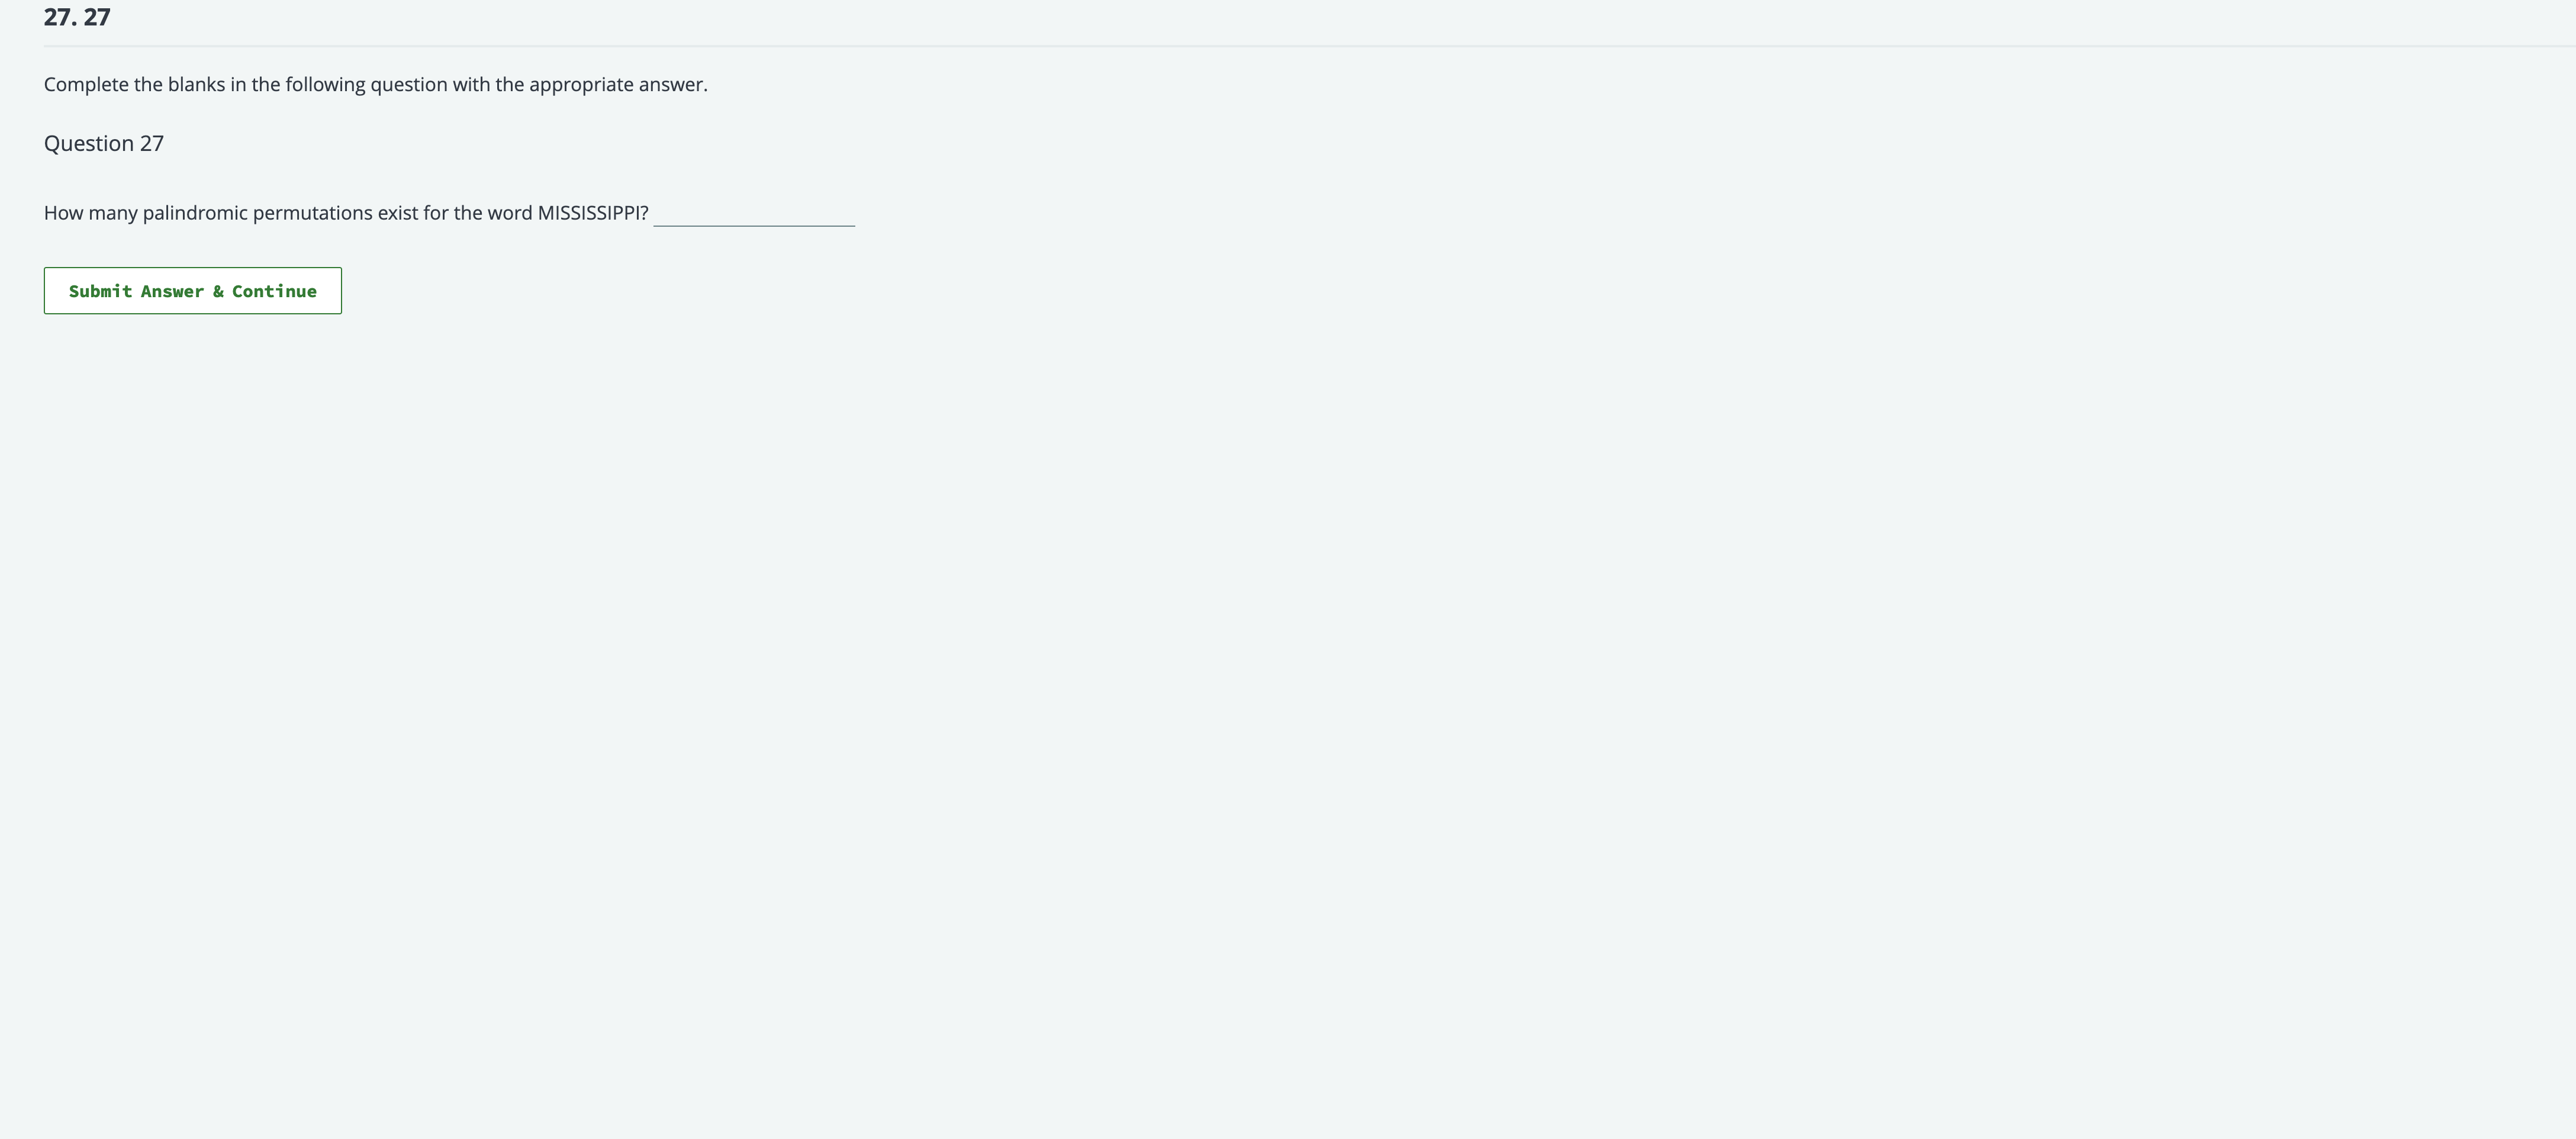 27. 27
Complete the blanks in the following question with the appropriate answer.
Question 27
How many palindromic permutations exist for the word MISSISSIPPI?
Submit Answer & Continue